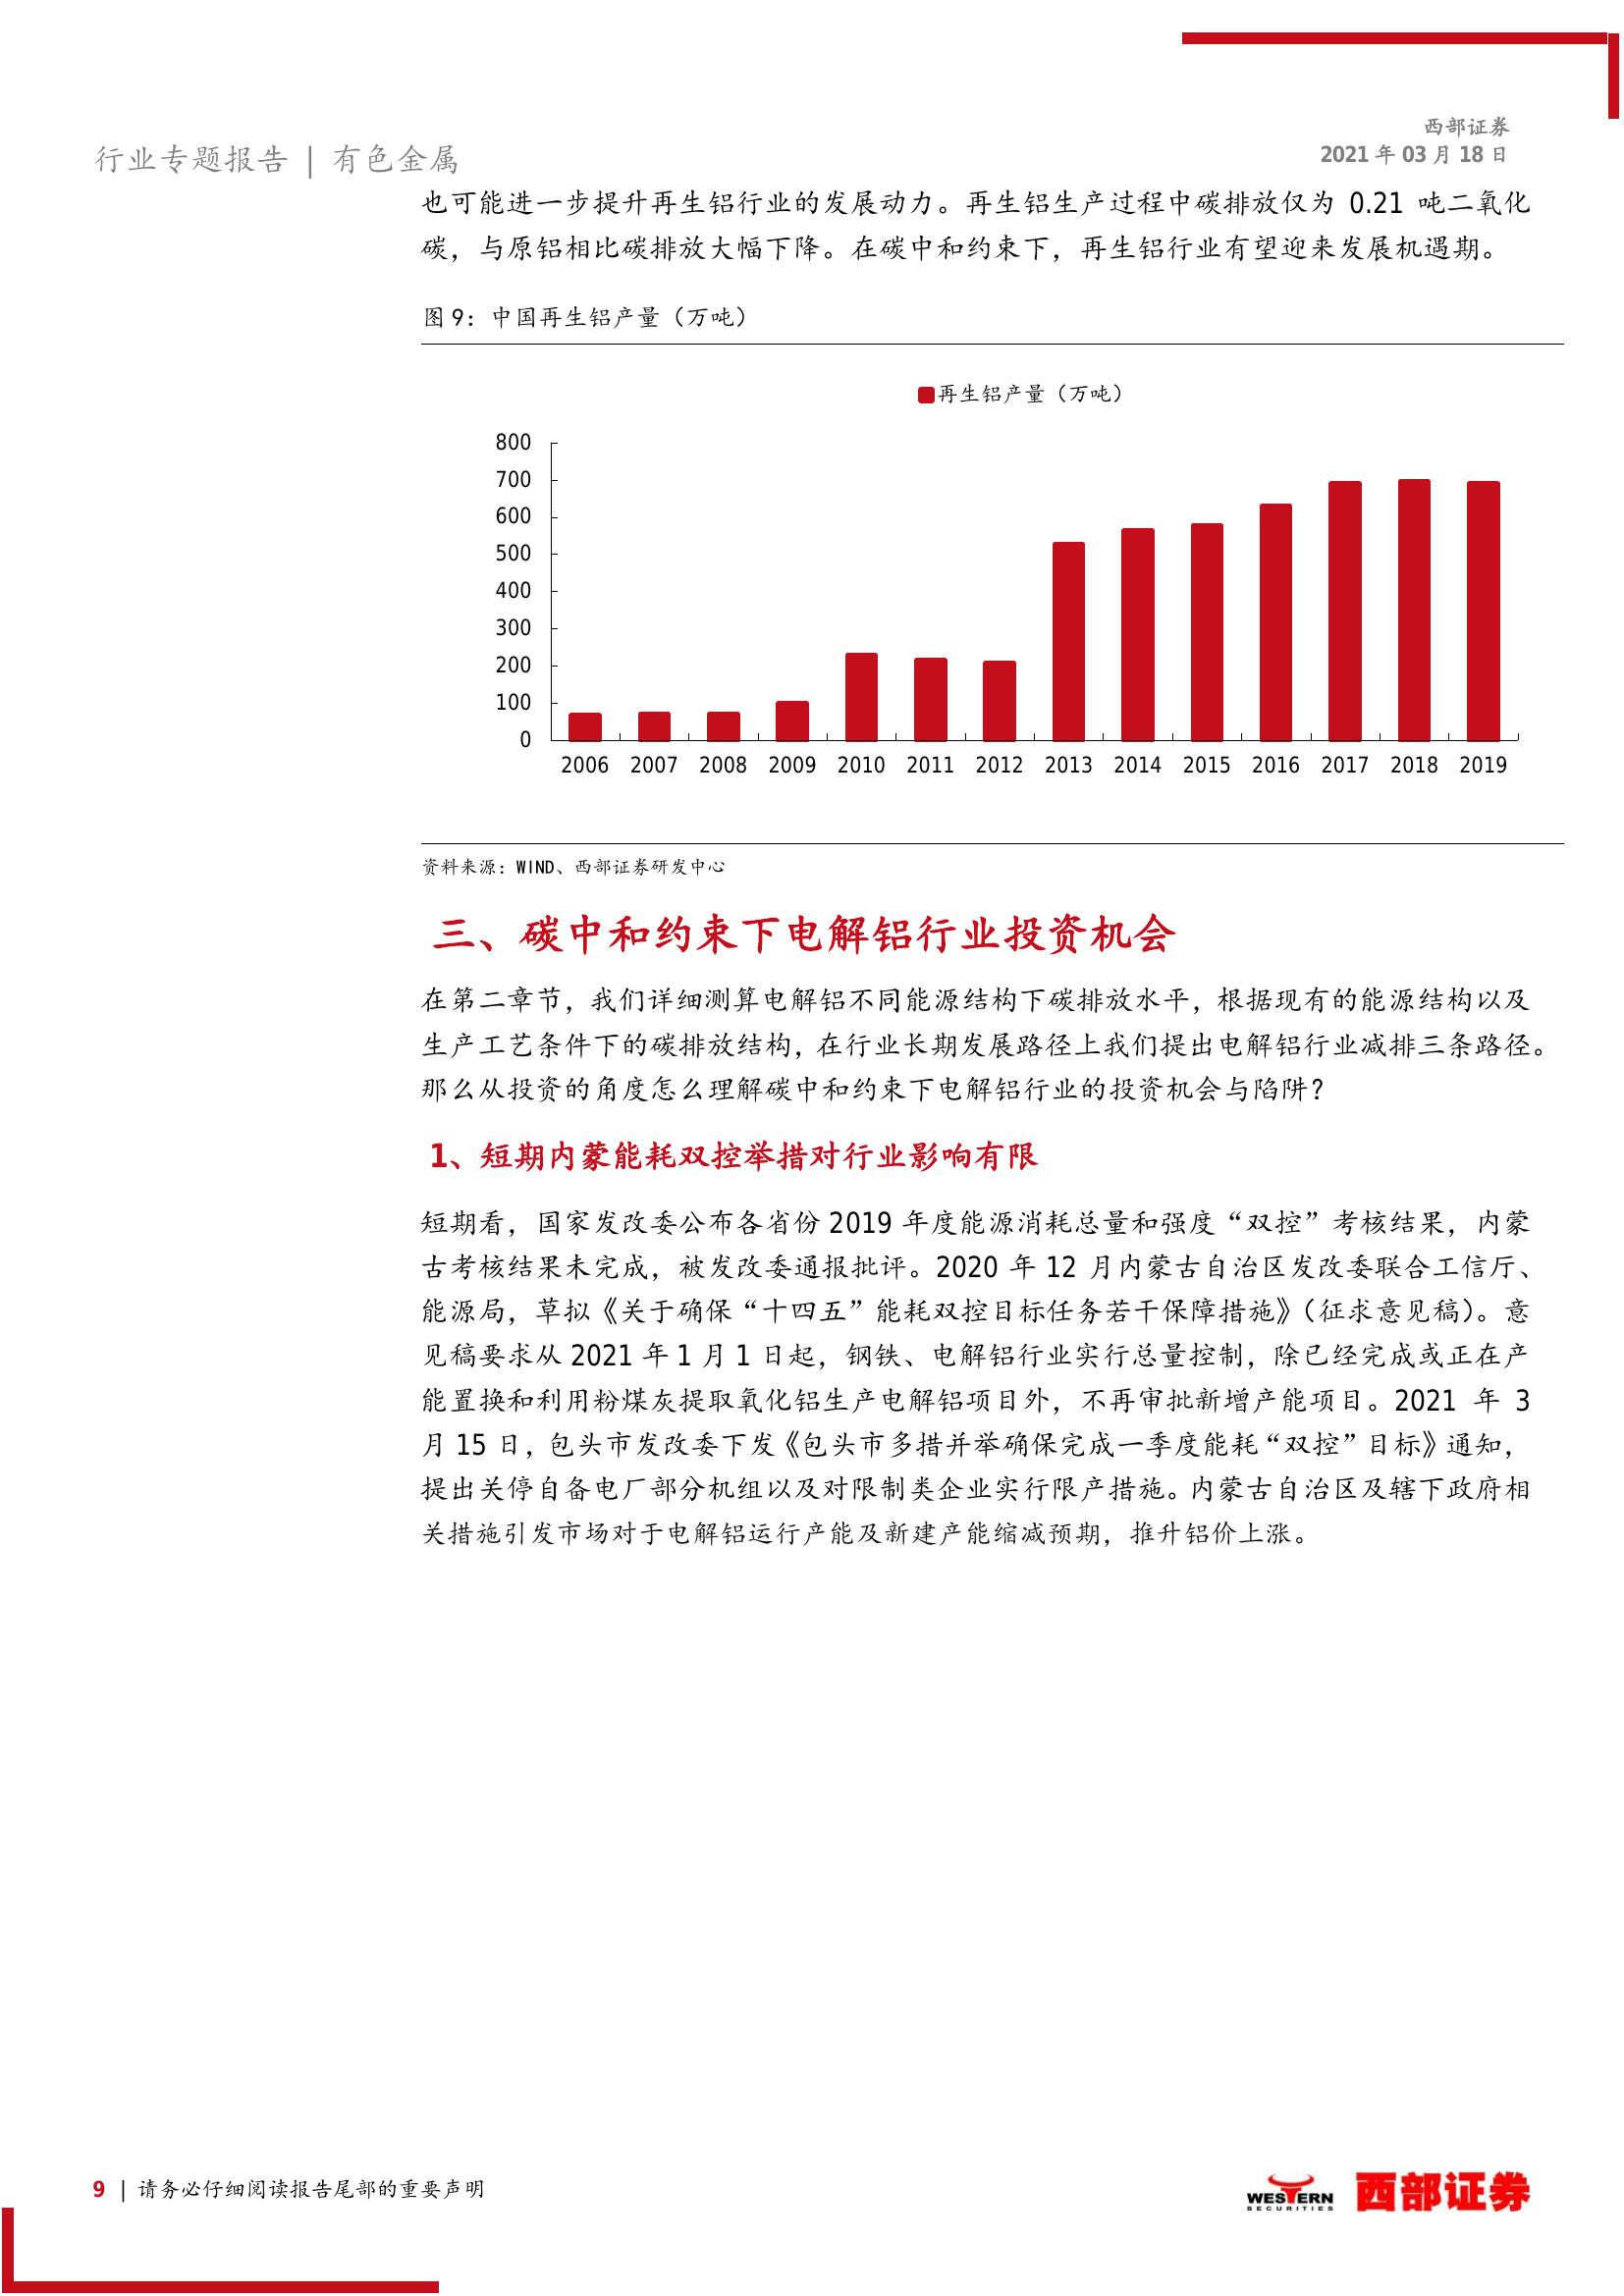 西部证券
行业专题报告 | 有色金属
2021 年 03 月 18 日
也可能进一步提升再生铝行业的发展动力。再生铝生产过程中碳排放仅为 0.21 吨二氧化
碳，与原铝相比碳排放大幅下降。在碳中和约束下，再生铝行业有望迎来发展机遇期。
图 9：中国再生铝产量（万吨）
再生铝产量（万吨）
800
700
600
500
400
300
200
100
0
2006 2007 2008 2009 2010 2011 2012 2013 2014 2015 2016 2017 2018 2019
资料来源：WIND、西部证券研发中心
三、碳中和约束下电解铝行业投资机会
在第二章节，我们详细测算电解铝不同能源结构下碳排放水平，根据现有的能源结构以及
生产工艺条件下的碳排放结构，在行业长期发展路径上我们提出电解铝行业减排三条路径。
那么从投资的角度怎么理解碳中和约束下电解铝行业的投资机会与陷阱？
1、短期内蒙能耗双控举措对行业影响有限
短期看，国家发改委公布各省份 2019 年度能源消耗总量和强度“双控”考核结果，内蒙
古考核结果未完成，被发改委通报批评。2020 年 12 月内蒙古自治区发改委联合工信厅、
能源局，草拟《关于确保“十四五”能耗双控目标任务若干保障措施》（征求意见稿）。意
见稿要求从 2021 年 1 月 1 日起，钢铁、电解铝行业实行总量控制，除已经完成或正在产
能置换和利用粉煤灰提取氧化铝生产电解铝项目外，不再审批新增产能项目。2021 年 3
月 15 日，包头市发改委下发《包头市多措并举确保完成一季度能耗“双控”目标》通知，
提出关停自备电厂部分机组以及对限制类企业实行限产措施。内蒙古自治区及辖下政府相
关措施引发市场对于电解铝运行产能及新建产能缩减预期，推升铝价上涨。
9 | 请务必仔细阅读报告尾部的重要声明
WESTERN
SECURITIES
西部证券